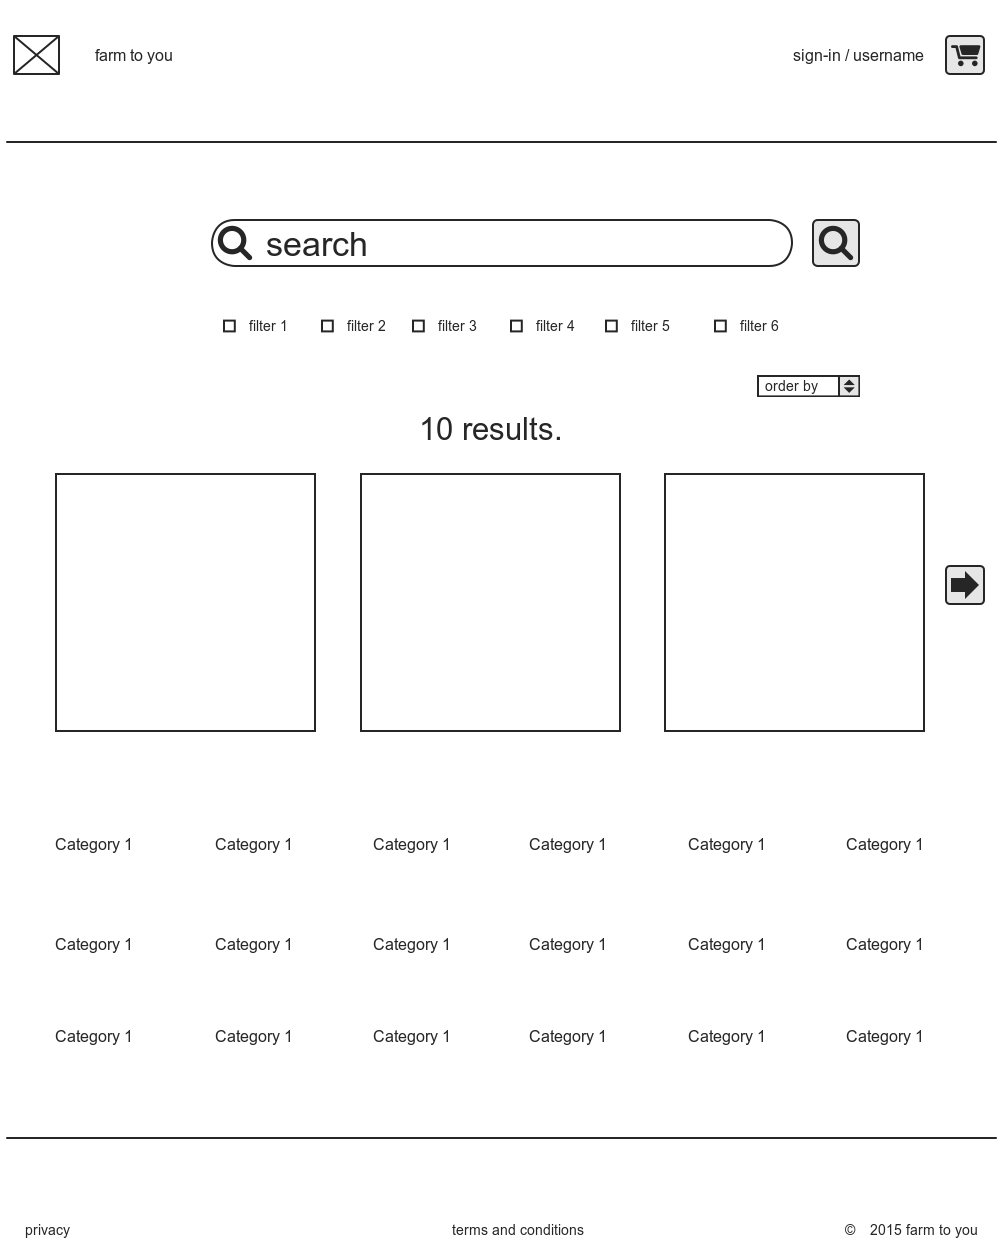 farm to you
sign-in / username
search
filter 1 filter 2 filter 3 filter 4 filter 5 filter 6
order by
10 results.
Category 1 Category 1 Category 1 Category 1 Category 1 Category 1
Category 1 Category 1 Category 1 Category 1 Category 1 Category 1
Category 1 Category 1 Category 1 Category 1 Category 1 Category 1
privacy terms and conditions © 2015 farm to you